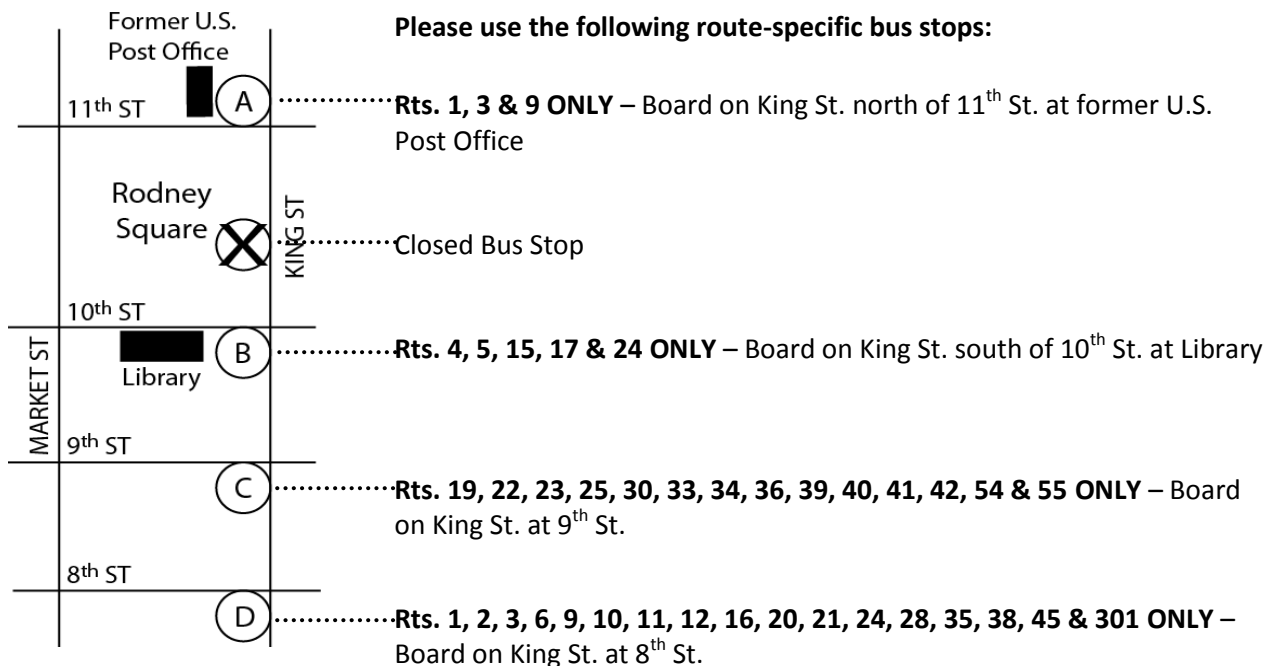 Former U.S.
Post Office
Please use the following route-specific bus stops:
11th ST
A
Rts. 1, 3 & 9 ONLY – Board on King St. north of 11th St. at former U.S.
Post Office
Rodney
Square
KING ST
X
Closed Bus Stop
10th ST
MARKET ST
Library
B
Rts. 4, 5, 15, 17 & 24 ONLY – Board on King St. south of 10th St. at Library
9th ST
C
Rts. 19, 22, 23, 25, 30, 33, 34, 36, 39, 40, 41, 42, 54 & 55 ONLY – Board
on King St. at 9th St.
8th ST
D
Rts. 1, 2, 3, 6, 9, 10, 11, 12, 16, 20, 21, 24, 28, 35, 38, 45 & 301 ONLY –
Board on King St. at 8th St.